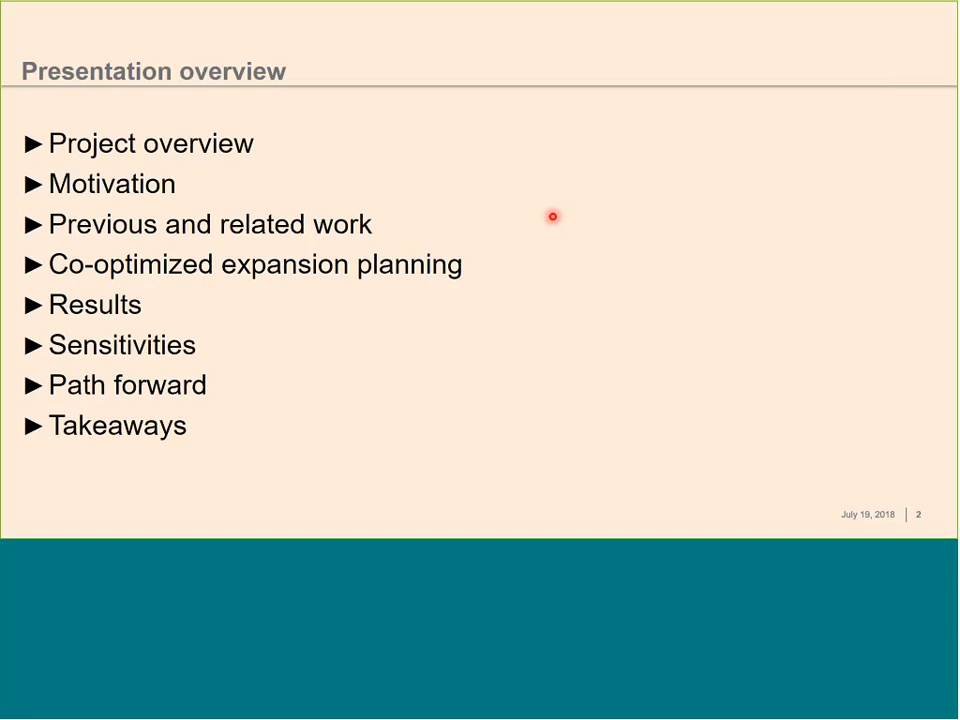 Presentation overview
►Project overview
►Motivation
►Previous and related work
►Co-optimized expansion planning
►Results
►Sensitivities
►Path forward
►Takeaways
July 19, 2018 | 2